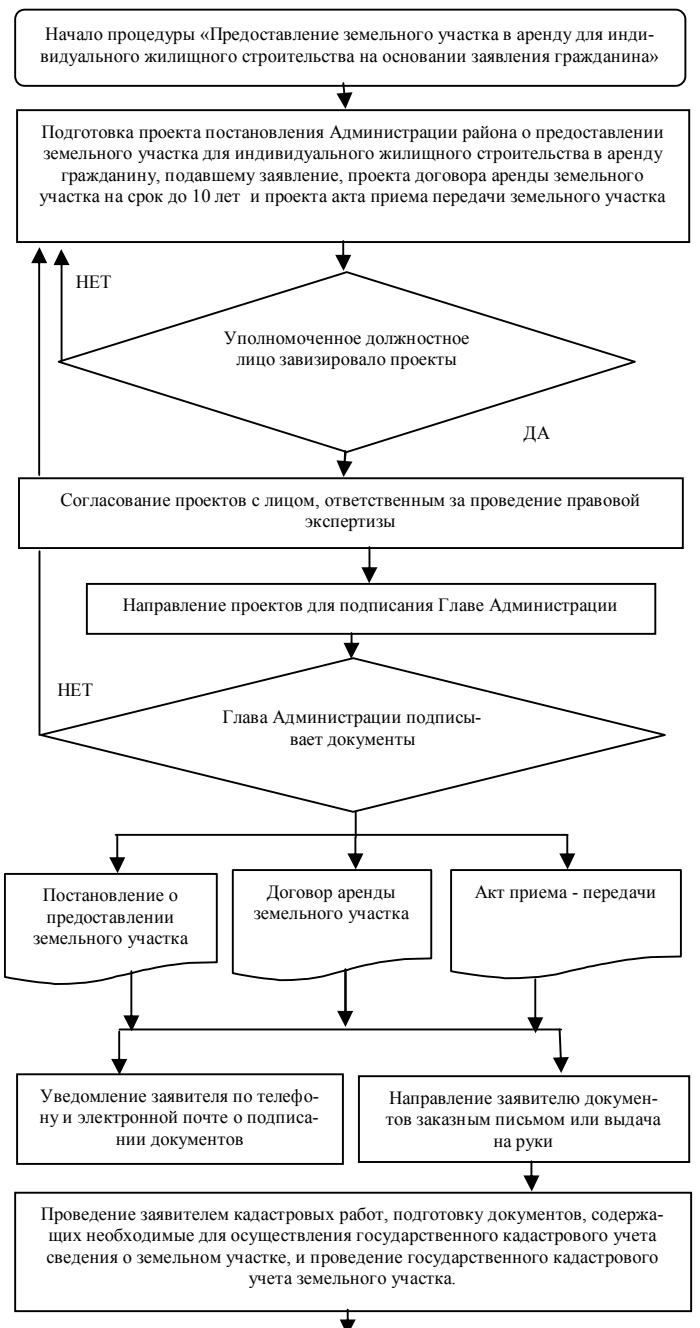 Начало процедуры «Предоставление земельного участка в аренду для инди-
видуального жилищного строительства на основании заявления гражданина»
Подготовка проекта постановления Администрации района о предоставлении
земельного участка для индивидуального жилищного строительства в аренду
гражданину, подавшему заявление, проекта договора аренды земельного
участка на срок до 10 лет и проекта акта приема передачи земельного участка
НЕТ
Уполномоченное должностное
лицо завизировало проекты
ДА
Согласование проектов с лицом, ответственным за проведение правовой
экспертизы
Направление проектов для подписания Главе Администрации
НЕТ
Глава Администрации подписы-
вает документы
Постановление о
предоставлении
земельного участка
Договор аренды
земельного участка
Акт приема - передачи
Уведомление заявителя по телефо-
ну и электронной почте о подписа-
нии документов
Направление заявителю докумен-
тов заказным письмом или выдача
на руки
Проведение заявителем кадастровых работ, подготовку документов, содержа-
щих необходимые для осуществления государственного кадастрового учета
сведения о земельном участке, и проведение государственного кадастрового
учета земельного участка.